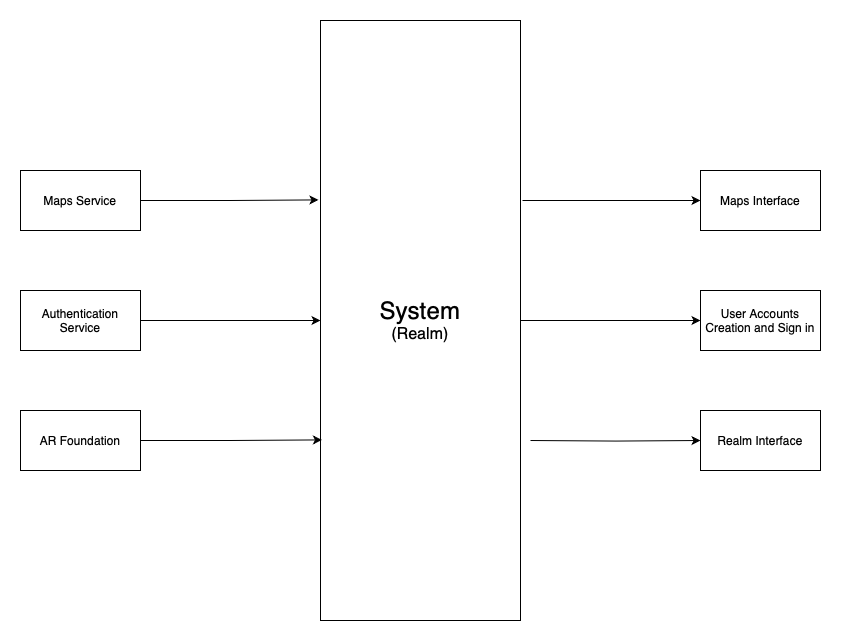 Maps Service
Maps Interface
System
(Realm)
Authentication
Service
User Accounts
Creation and Sign in
AR Foundation
Realm Interface